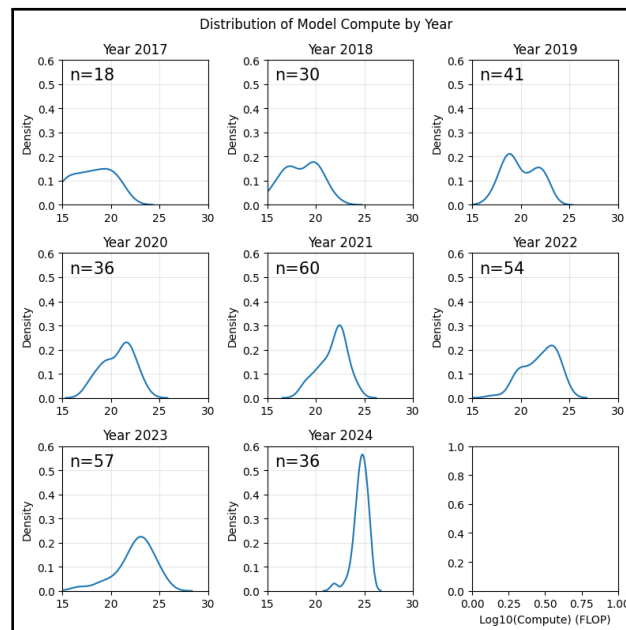 Distribution of Model Compute by Year
Year 2017
n=18
Density
0.6
0.5
0.4
0.3
0.2
0.1
0.0
15 20 25 30
Year 2018
n=30
Density
0.6
0.5
0.4
0.3
0.2
0.1
0.0
15 20 25 30
Year 2019
n=41
Density
0.6
0.5
0.4
0.3
0.2
0.1
0.0
15 20 25 30
Year 2020
n=36
Density
0.6
0.5
0.4
0.3
0.2
0.1
0.0
15 20 25 30
Year 2021
n=60
Density
0.6
0.5
0.4
0.3
0.2
0.1
0.0
15 20 25 30
Year 2022
n=54
Density
0.6
0.5
0.4
0.3
0.2
0.1
0.0
15 20 25 30
Year 2023
n=57
Density
0.6
0.5
0.4
0.3
0.2
0.1
0.0
15 20 25 30
Year 2024
n=36
Density
0.6
0.5
0.4
0.3
0.2
0.1
0.0
15 20 25 30
1.0
0.8
0.6
0.4
0.2
0.0
0.00 0.25 0.50 0.75 1.00
Log10(Compute) (FLOP)